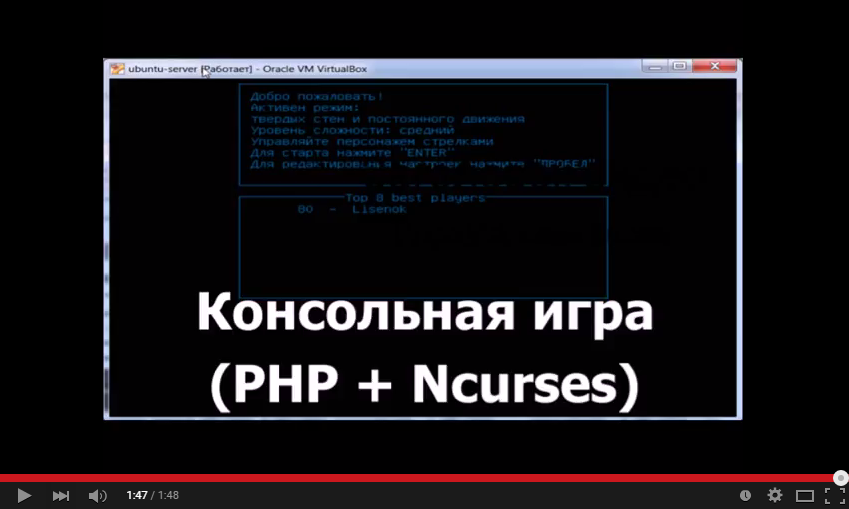 ubuntu-server [Работает] - Oracle VM VirtualBox
Добро пожаловать!
Активен режим:
твердых стен и постоянного движения
Уровень сложности: средний
Управляйте персонажем стрелками
Для старта нажмите "ENTER"
Для редактирования настроек нажмите "ПРОБЕЛ"
Top 8 best players
80 - Lisenok
Консольная игра
(PHP + Ncurses)
1:47 / 1:48